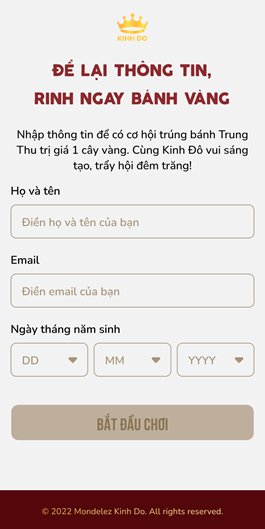 KINH DO
ĐỂ LẠI THÔNG TIN,
RINH NGAY BÁNH VÀNG
Nhập thông tin để có cơ hội trúng bánh Trung
Thu trị giá 1 cây vàng. Cùng Kinh Đô vui sáng
tạo, trẩy hội đêm trăng!
Họ và tên
Điền họ và tên của bạn
Email
Điền email của bạn
Ngày tháng năm sinh
DD MM YYYY
BẮT ĐẦU CHƠI
© 2022 Mondelez Kinh Do. All rights reserved.